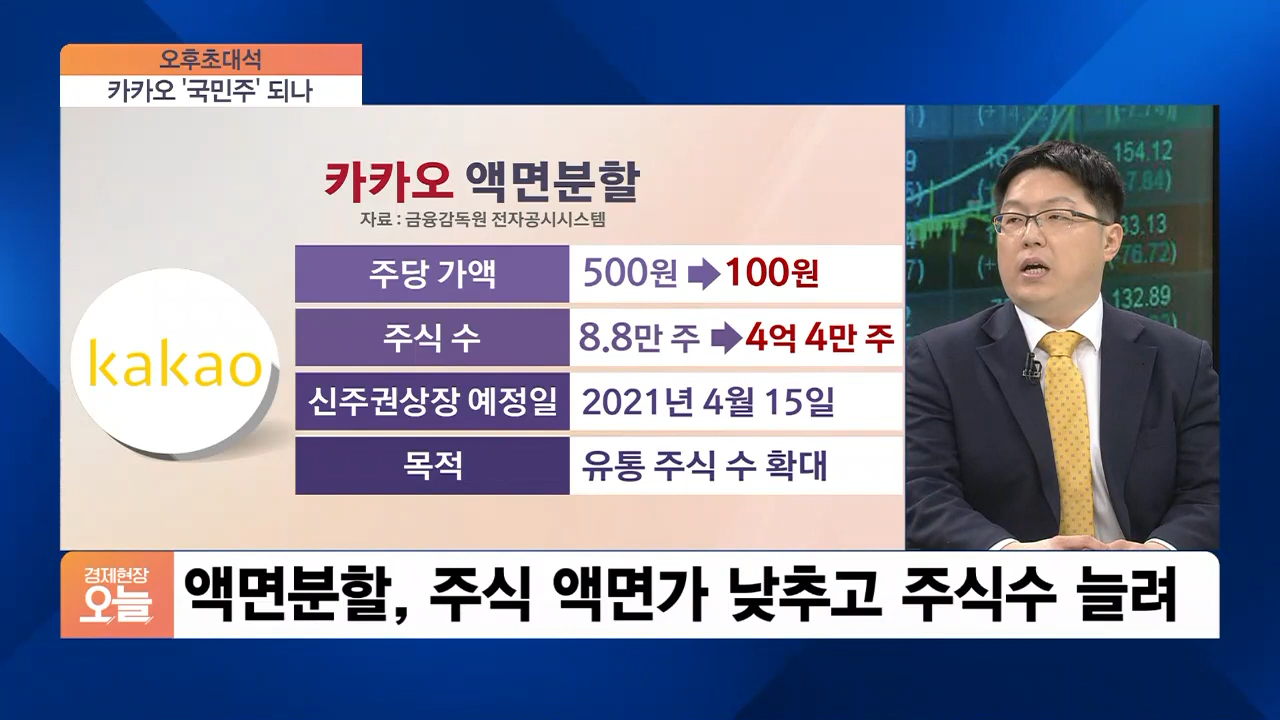 오후초대석
카카오 '국민주' 되나
카카오 액면분할
자료 : 금융감독원 전자공시시스템
kakao
주당 가액 500원 100원
주식 수 8.8만 주 4억 4만 주
신주권상장 예정일 2021년 4월 15일
목적 유통 주식 수 확대
154.12
132.89
경제현장
오늘
액면분할, 주식 액면가 낮추고 주식수 늘려